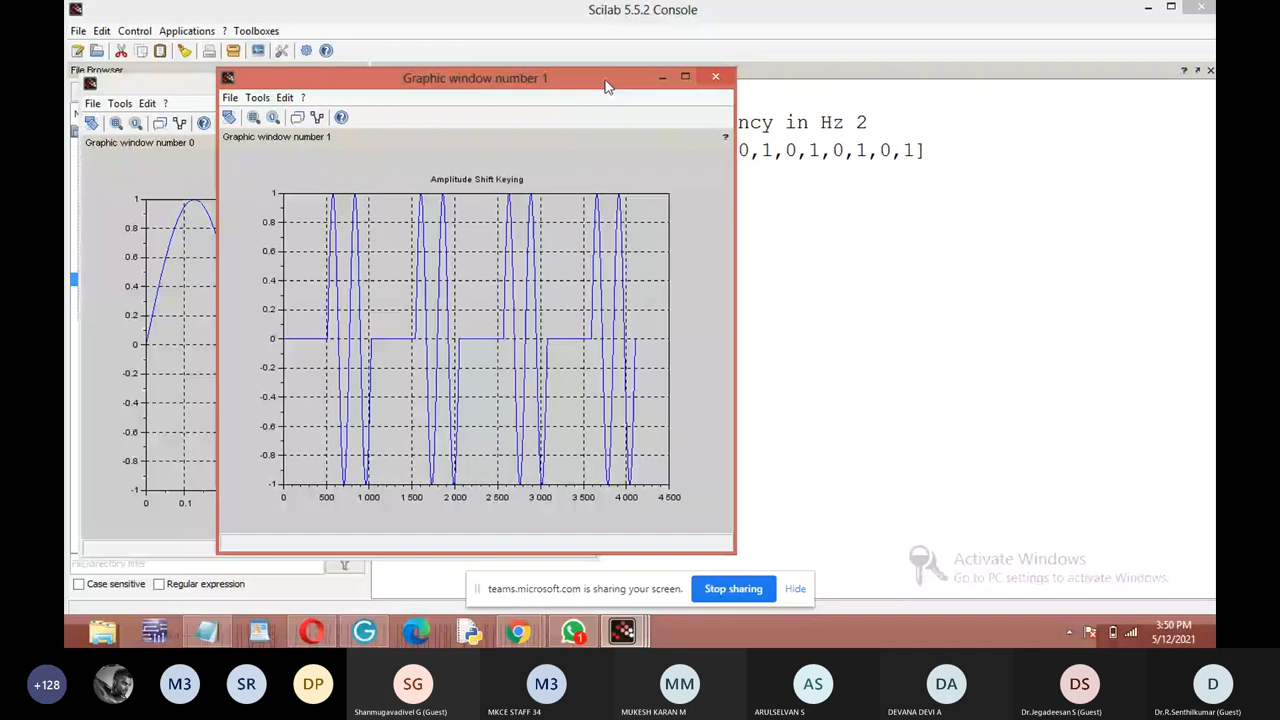 Scilab 5.5.2 Console
File Edit Control Applications ? Toolboxes
File Browser
? ↗ ✕
Graphic window number 1
File Tools Edit ?
File Tools Edit ?
Graphic window number 0
Graphic window number 1
?
ncy in Hz 2
0,1,0,1,0,1,0,1]
Amplitude Shift Keying
1
0.8
0.6
0.4
0.2
0
-0.2
-0.4
-0.6
-0.8
-1
0 500 1 000 1 500 2 000 2 500 3 000 3 500 4 000 4 500
1
0.8
0.6
0.4
0.2
0
-0.2
-0.4
-0.6
-0.8
-1
0 0.1
File/directory filter
Case sensitive Regular expression
Activate Windows
Go to PC settings to activate Windows.
teams.microsoft.com is sharing your screen. Stop sharing Hide
1
3:50 PM
5/12/2021
+128 M3 SR DP SG M3 MM AS DA DS D
Shanmugavadivel G (Guest) MKCE STAFF 34 MUKESH KARAN M ARULSELVAN S DEVANA DEVI A Dr.Jegadeesan S (Guest) Dr.R.Senthilkumar (Guest)